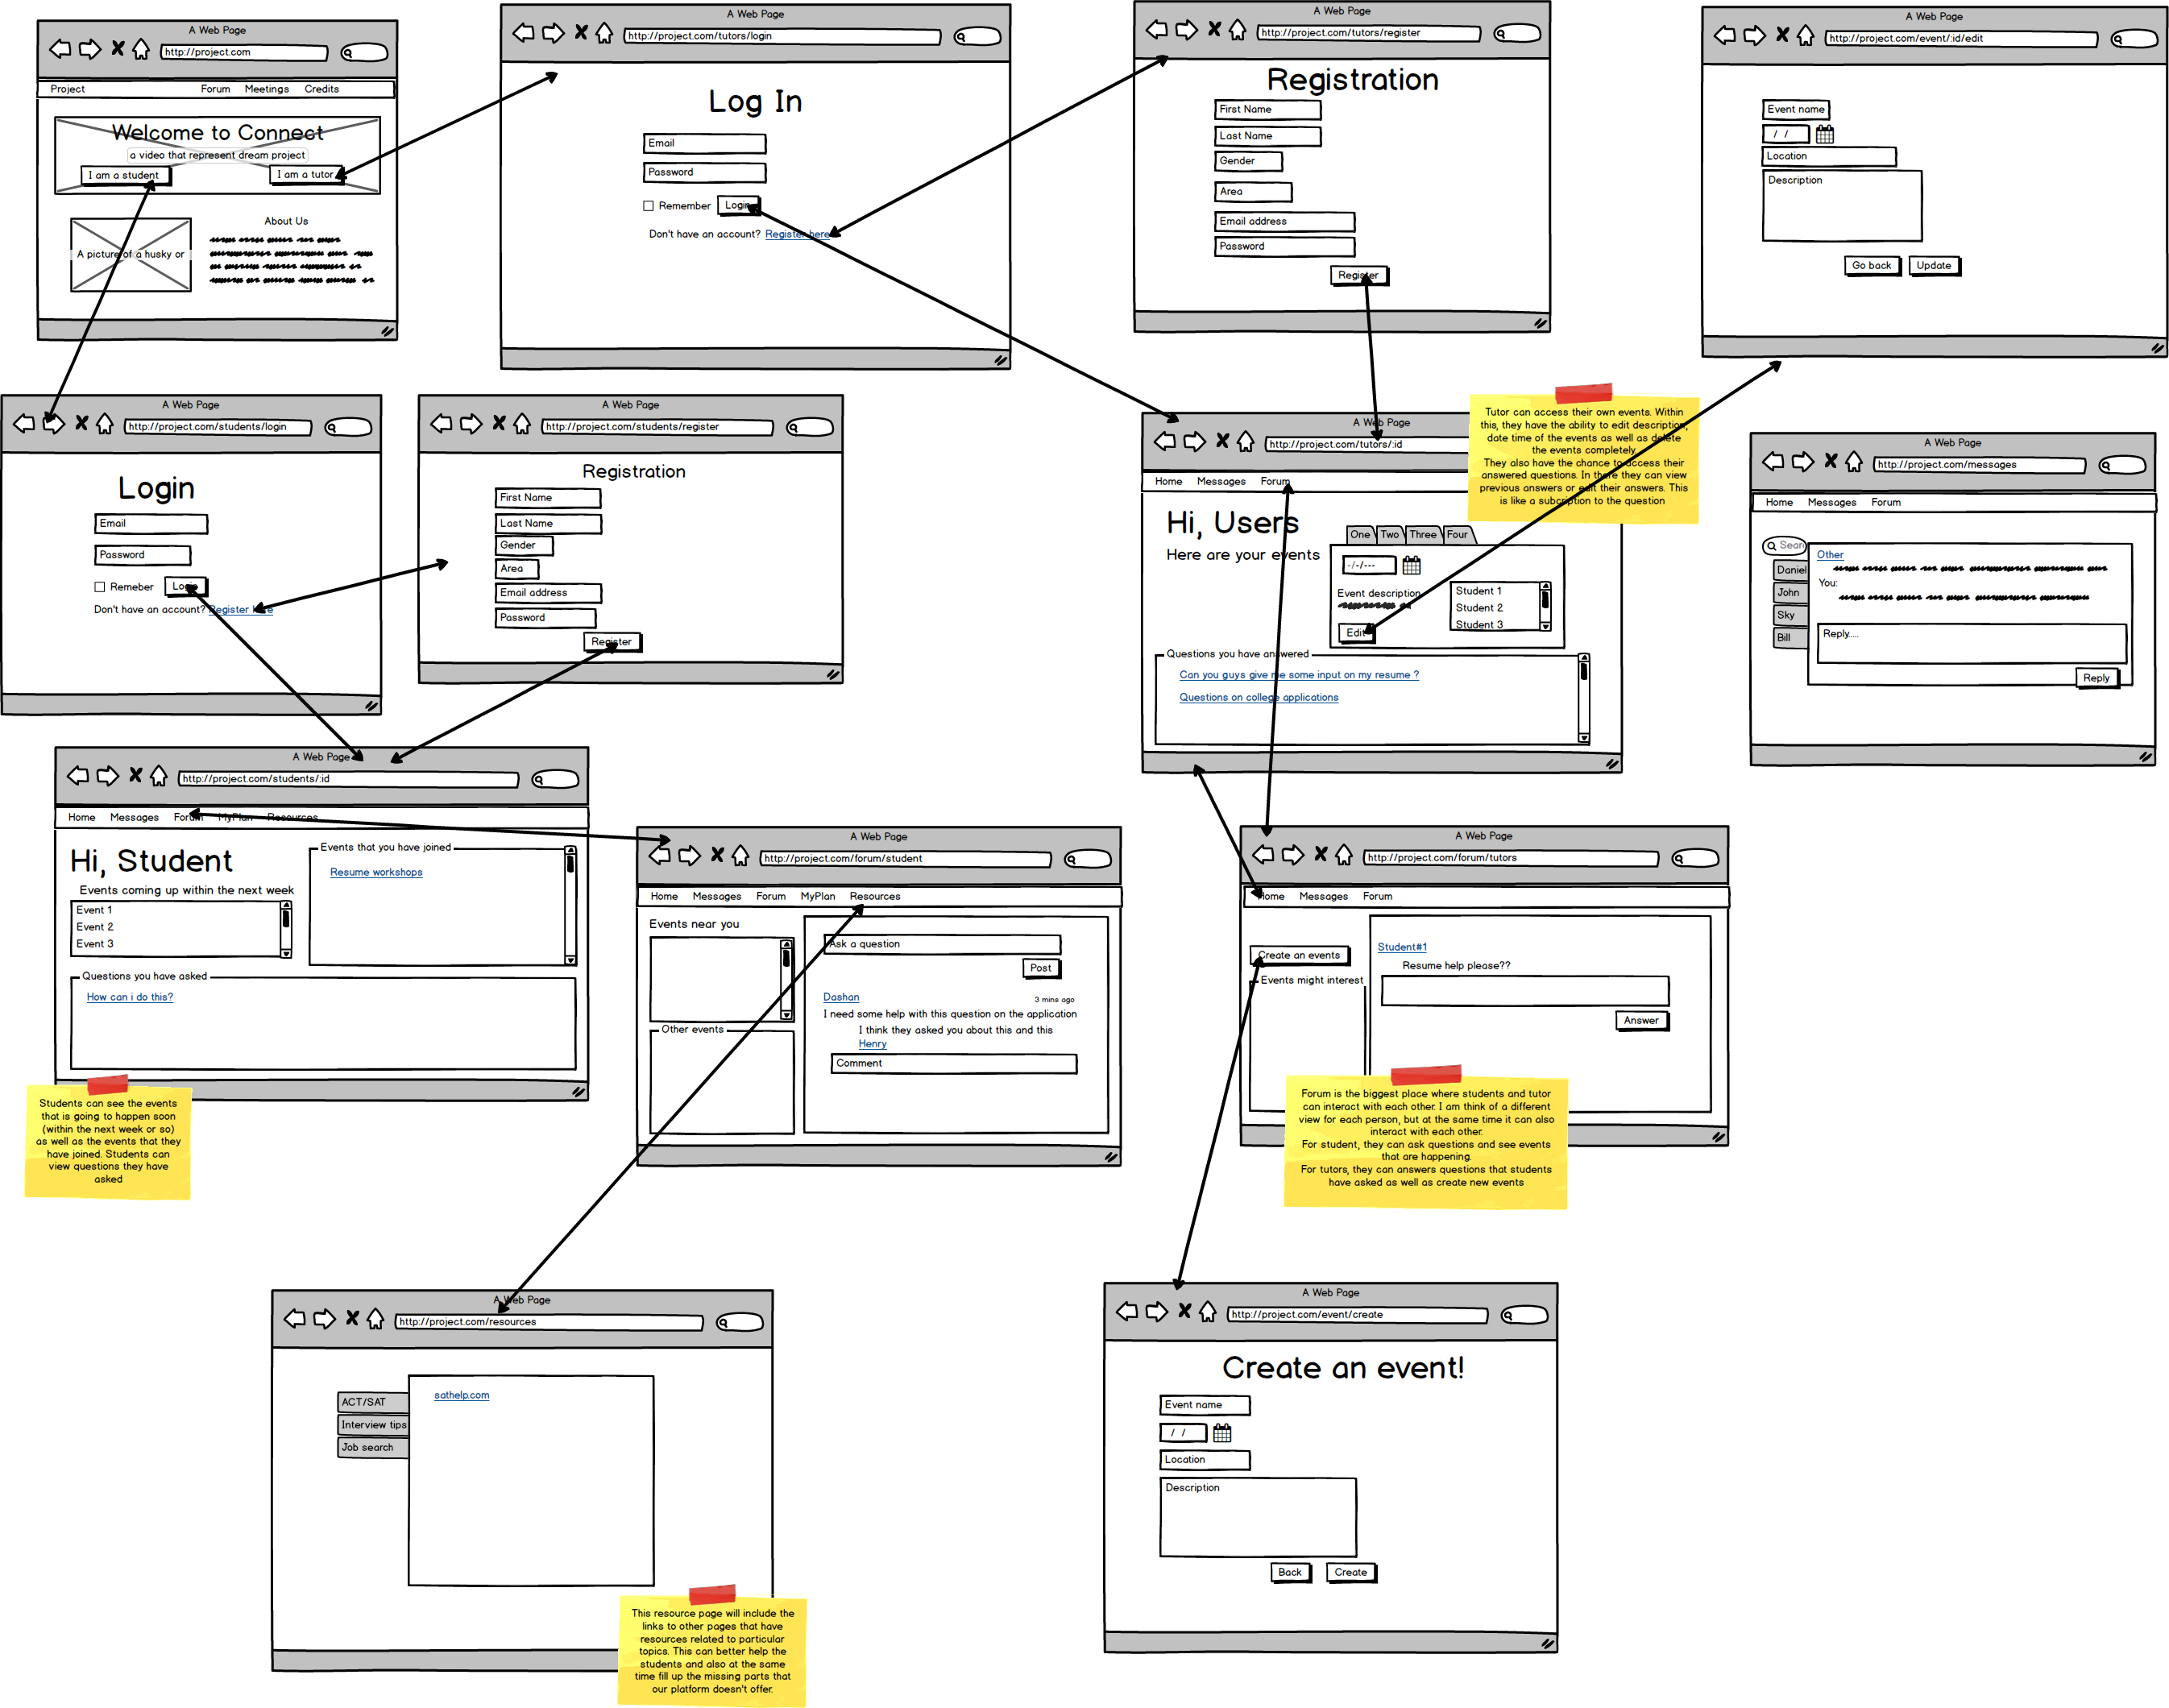 A Web Page
http://project.com
Project Forum Meetings Credits
Welcome to Connect
a video that represent dream project
I am a student I am a tutor
About Us
A picture of a husky or
A Web Page
http://project.com/tutors/login
Log In
Email
Password
Remember Login
Don't have an account? Register here
A Web Page
http://project.com/tutors/register
Registration
First Name
Last Name
Gender
Area
Email address
Password
Register
A Web Page
http://project.com/event/:id/edit
Event name
/ /
Location
Description
Go back Update
A Web Page
http://project.com/students/login
Login
Email
Password
Remeber Login
Don't have an account? Register here
A Web Page
http://project.com/students/register
Registration
First Name
Last Name
Gender
Area
Email address
Password
Register
A Web Page
http://project.com/tutors/:id
Home Messages Forum
Hi, Users
Here are your events
One Two Three Four
-/-/---
Event description
Student 1
Student 2
Student 3
Edit
Questions you have answered
Can you guys give me some input on my resume ?
Questions on college applications
Tutor can access their own events. Within
this, they have the ability to edit description,
date time of the events as well as delete
the events completely.
They also have the chance to access their
answered questions. In there they can view
previous answers or edit their answers. This
is like a subcription to the question
A Web Page
http://project.com/messages
Home Messages Forum
Sear
Daniel
John
Sky
Bill
Other
You:
Reply.....
Reply
A Web Page
http://project.com/students/:id
Home Messages Forum MyPlan Resources
Hi, Student
Events coming up within the next week
Event 1
Event 2
Event 3
Events that you have joined
Resume workshops
Questions you have asked
How can i do this?
Students can see the events
that is going to happen soon
(within the next week or so)
as well as the events that they
have joined. Students can
view questions they have
asked
A Web Page
http://project.com/forum/student
Home Messages Forum MyPlan Resources
Events near you
Other events
Ask a question
Post
Dashan 3 mins ago
I need some help with this question on the application
I think they asked you about this and this
Henry
Comment
A Web Page
http://project.com/forum/tutors
Home Messages Forum
Create an events
Events might interest
Student#1
Resume help please??
Answer
Forum is the biggest place where students and tutor
can interact with each other. I am think of a different
view for each person, but at the same time it can also
interact with each other.
For student, they can ask questions and see events
that are happening.
For tutors, they can answers questions that students
have asked as well as create new events
A Web Page
http://project.com/resources
ACT/SAT
Interview tips
Job search
sathelp.com
This resource page will include the
links to other pages that have
resources related to particular
topics. This can better help the
students and also at the same
time fill up the missing parts that
our platform doesn't offer.
A Web Page
http://project.com/event/create
Create an event!
Event name
/ /
Location
Description
Back Create